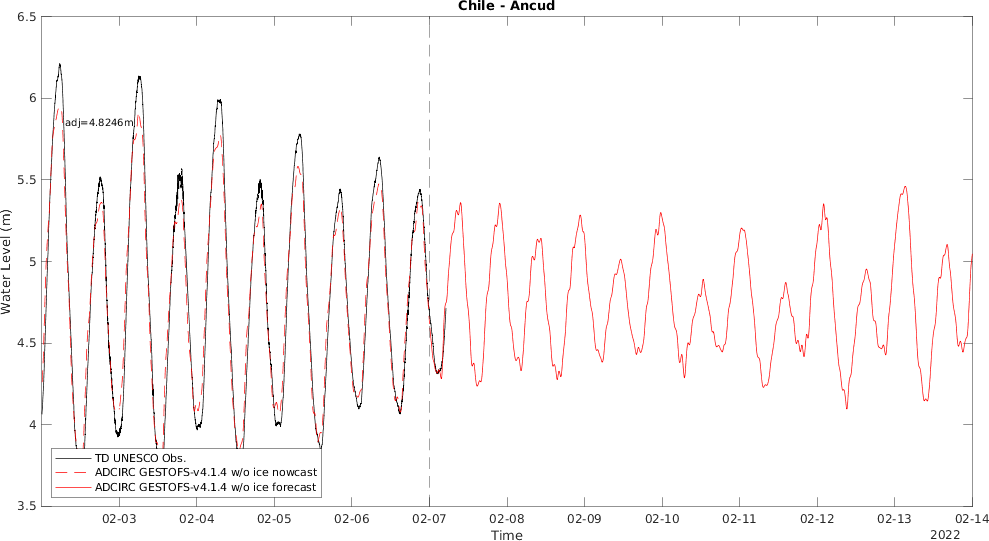 Chile - Ancud
6.5
6
5.5
5
4.5
4
3.5
Water Level (m)
adj=4.8246m
TD UNESCO Obs.
ADCIRC GESTOFS-v4.1.4 w/o ice nowcast
ADCIRC GESTOFS-v4.1.4 w/o ice forecast
02-03 02-04 02-05 02-06 02-07 02-08 02-09 02-10 02-11 02-12 02-13 02-14
Time
2022